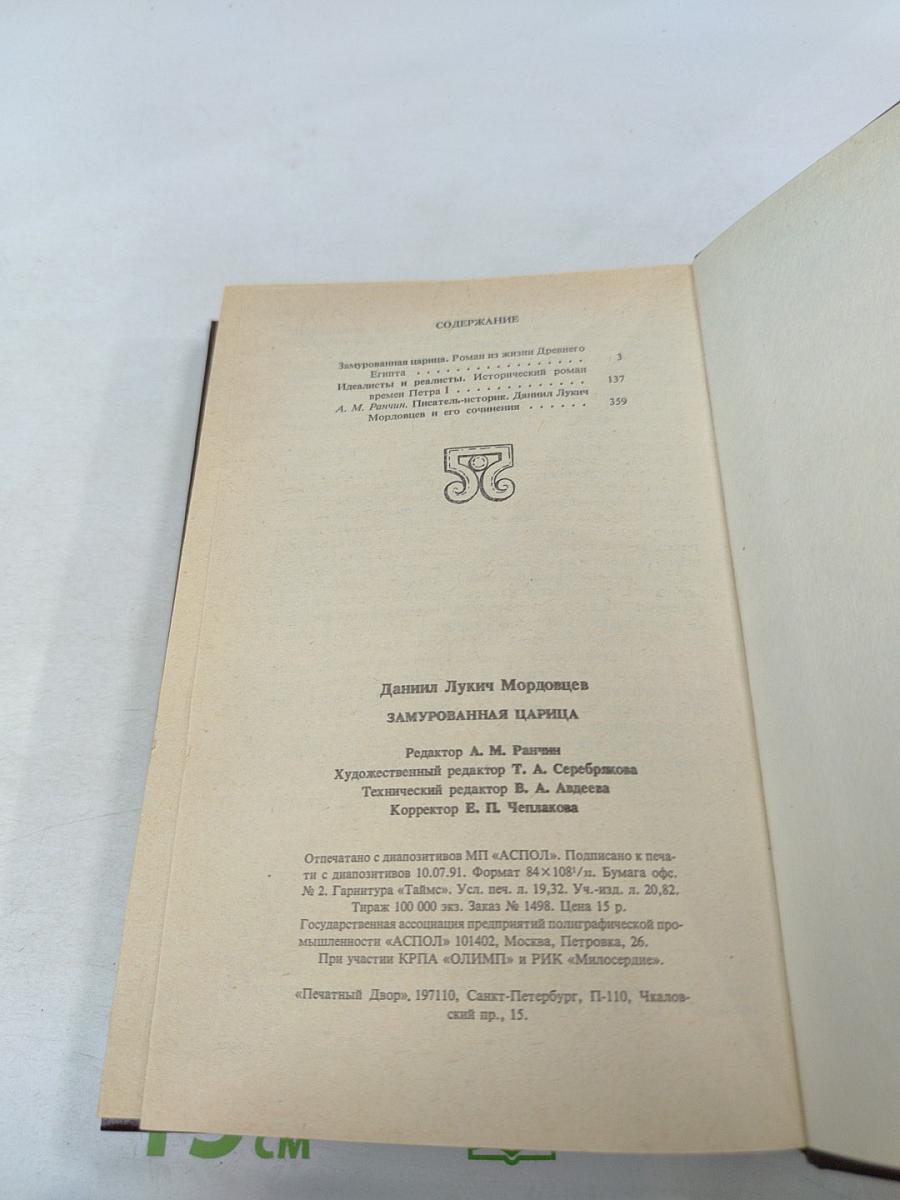 СОДЕРЖАНИЕ
Замурованная царица. Роман из жизни Древнего
Египта . . . . . . . . . . . . . . . . . 3
Идеалисты и реалисты. Исторический роман
времен Петра I . . . . . . . . . . . . . 137
А. М. Ранчин. Писатель-историк. Даниил Лукич
Мордовцев и его сочинения . . . . . . 359
Даниил Лукич Мордовцев
ЗАМУРОВАННАЯ ЦАРИЦА
Редактор А. М. Ранчин
Художественный редактор Т. А. Серебрякова
Технический редактор В. А. Авдеева
Корректор Е. П. Чеплакова
Отпечатано с диапозитивов МП «АСПОЛ». Подписано к печа-
ти с диапозитивов 10.07.91. Формат 84×108¹/п. Бумага офс.
№ 2. Гарнитура «Таймс». Усл. печ. л. 19,32. Уч.-изд. л. 20,82.
Тираж 100 000 экз. Заказ № 1498. Цена 15 р.
Государственная ассоциация предприятий полиграфической про-
мышленности «АСПОЛ» 101402, Москва, Петровка, 26.
При участии КРПА «ОЛИМП» и РИК «Милосердие».
«Печатный Двор». 197110, Санкт-Петербург, П-110, Чкалов-
ский пр., 15.
15 см